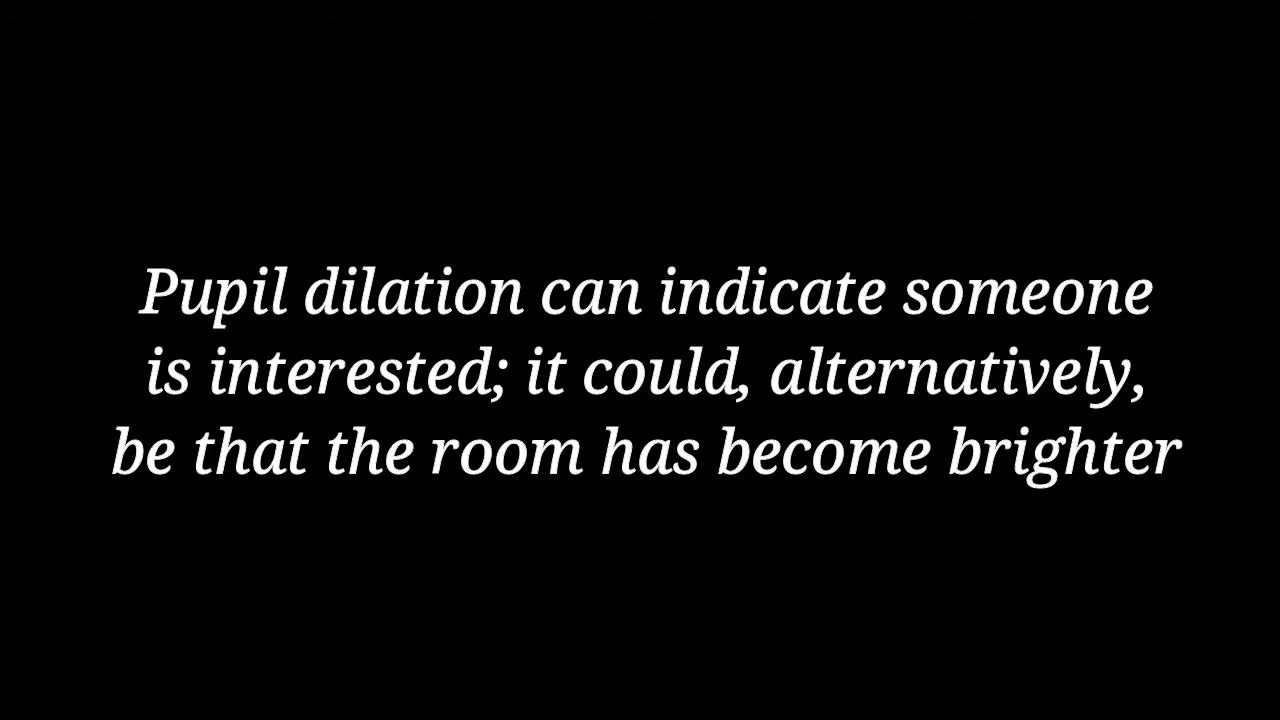 Pupil dilation can indicate someone
is interested; it could, alternatively,
be that the room has become brighter